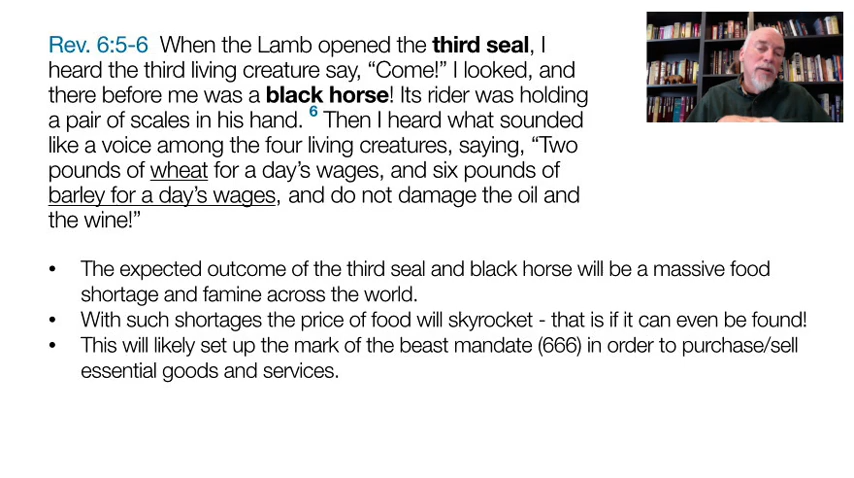 Rev. 6:5-6 When the Lamb opened the third seal, I
heard the third living creature say, “Come!” I looked, and
there before me was a black horse! Its rider was holding
a pair of scales in his hand. 6 Then I heard what sounded
like a voice among the four living creatures, saying, “Two
pounds of wheat for a day’s wages, and six pounds of
barley for a day’s wages, and do not damage the oil and
the wine!”
• The expected outcome of the third seal and black horse will be a massive food
shortage and famine across the world.
• With such shortages the price of food will skyrocket - that is if it can even be found!
• This will likely set up the mark of the beast mandate (666) in order to purchase/sell
essential goods and services.